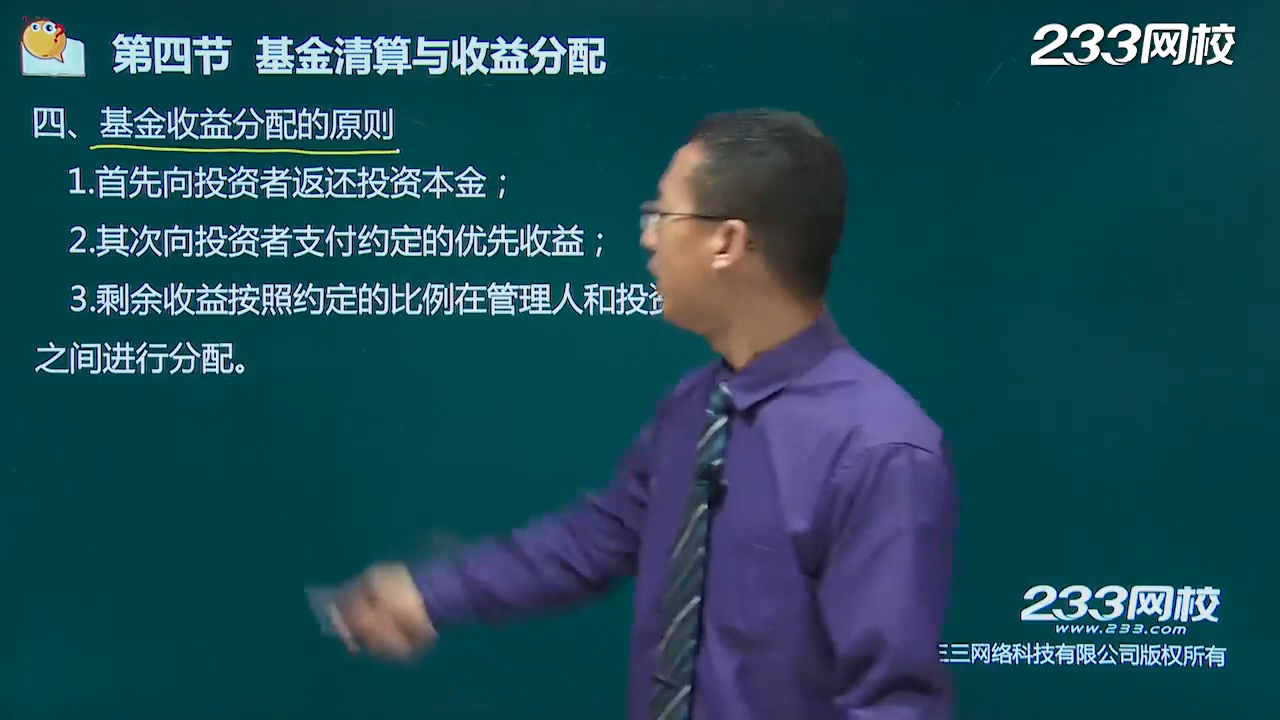 第四节 基金清算与收益分配
233网校
四、基金收益分配的原则
1.首先向投资者返还投资本金；
2.其次向投资者支付约定的优先收益；
3.剩余收益按照约定的比例在管理人和投资
之间进行分配。
233网校
www.233.com
三网络科技有限公司版权所有